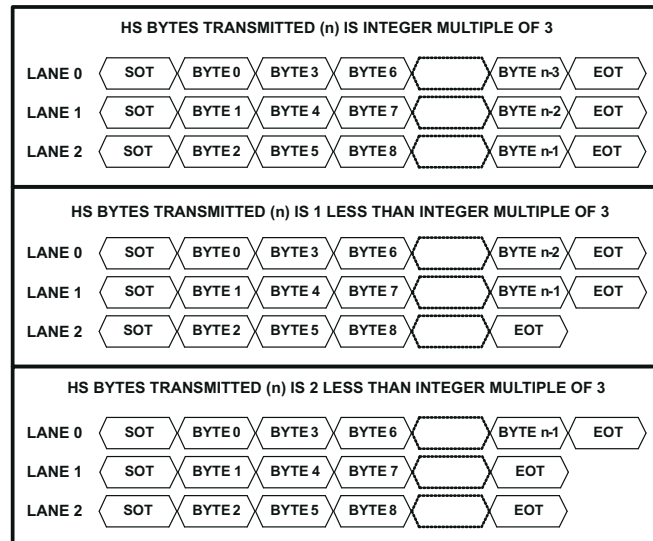 HS BYTES TRANSMITTED (n) IS INTEGER MULTIPLE OF 3
LANE 0 SOT BYTE 0 BYTE 3 BYTE 6 BYTE n-3 EOT
LANE 1 SOT BYTE 1 BYTE 4 BYTE 7 BYTE n-2 EOT
LANE 2 SOT BYTE 2 BYTE 5 BYTE 8 BYTE n-1 EOT
HS BYTES TRANSMITTED (n) IS 1 LESS THAN INTEGER MULTIPLE OF 3
LANE 0 SOT BYTE 0 BYTE 3 BYTE 6 BYTE n-2 EOT
LANE 1 SOT BYTE 1 BYTE 4 BYTE 7 BYTE n-1 EOT
LANE 2 SOT BYTE 2 BYTE 5 BYTE 8 EOT
HS BYTES TRANSMITTED (n) IS 2 LESS THAN INTEGER MULTIPLE OF 3
LANE 0 SOT BYTE 0 BYTE 3 BYTE 6 BYTE n-1 EOT
LANE 1 SOT BYTE 1 BYTE 4 BYTE 7 EOT
LANE 2 SOT BYTE 2 BYTE 5 BYTE 8 EOT